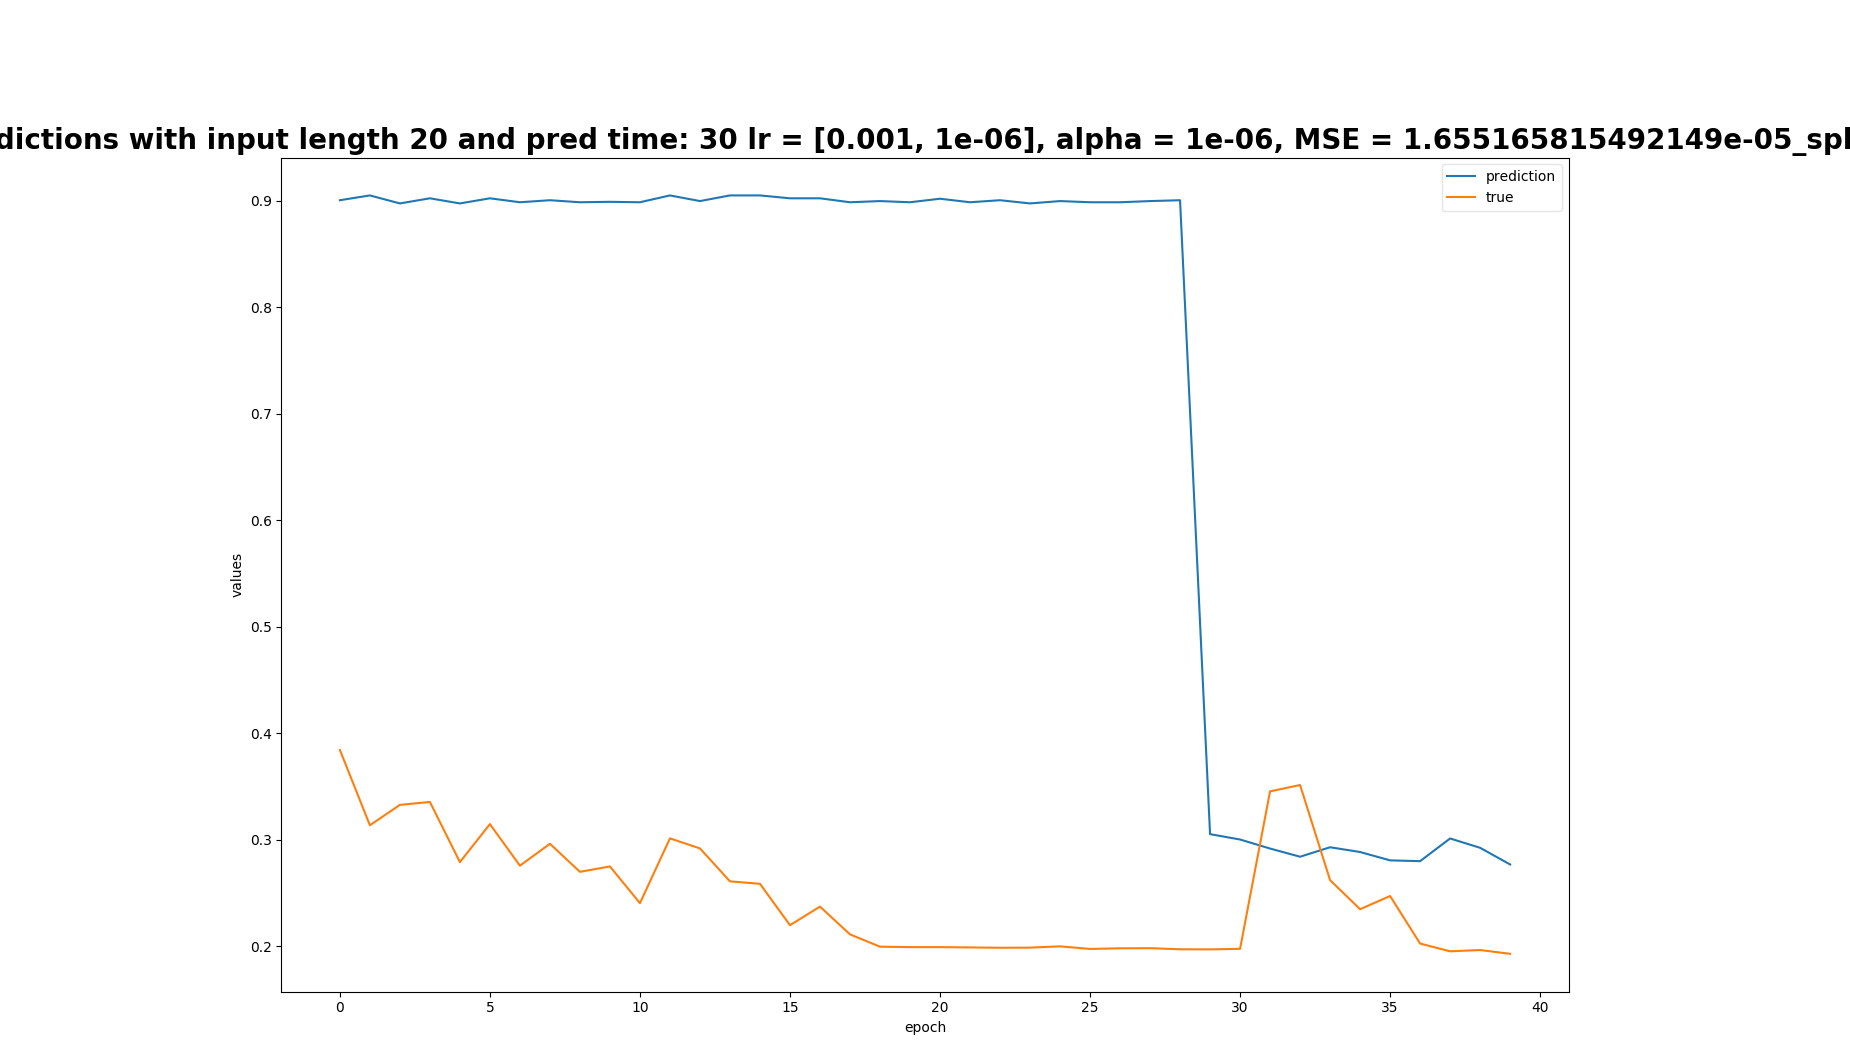 dictions with input length 20 and pred time: 30 lr = [0.001, 1e-06], alpha = 1e-06, MSE = 1.655165815492149e-05_spl
prediction
true
0.9
0.8
0.7
0.6
0.5
0.4
0.3
0.2
values
0 5 10 15 20 25 30 35 40
epoch